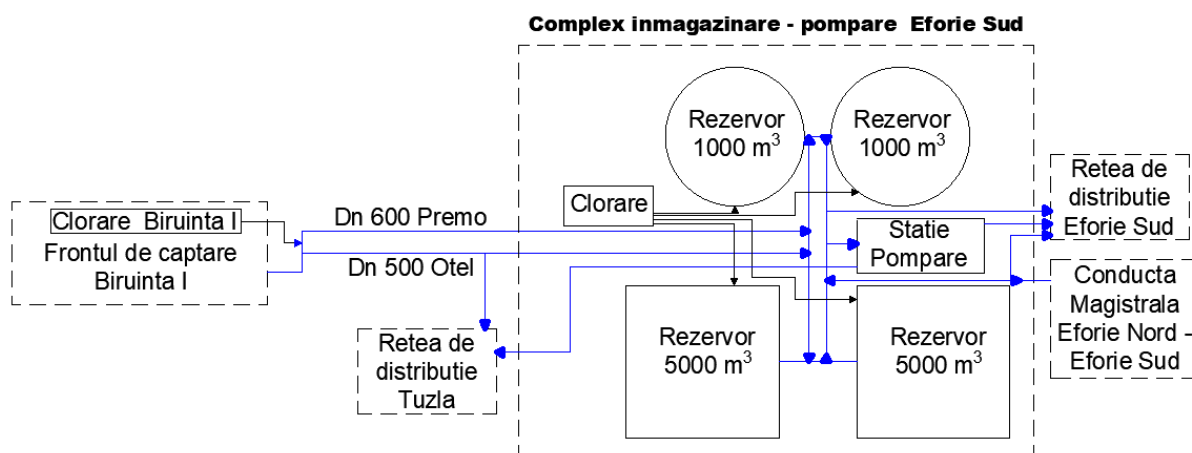 Complex inmagazinare - pompare  Eforie Sud
Rezervor
1000 m³
Rezervor
1000 m³
Clorare
Retea de
distributie
Eforie Sud
Clorare  Biruinta I
Frontul de captare
Biruinta I
Dn 600 Premo
Dn 500 Otel
Statie
Pompare
Conducta
Magistrala
Eforie Nord -
Eforie Sud
Retea de
distributie
Tuzla
Rezervor
5000 m³
Rezervor
5000 m³